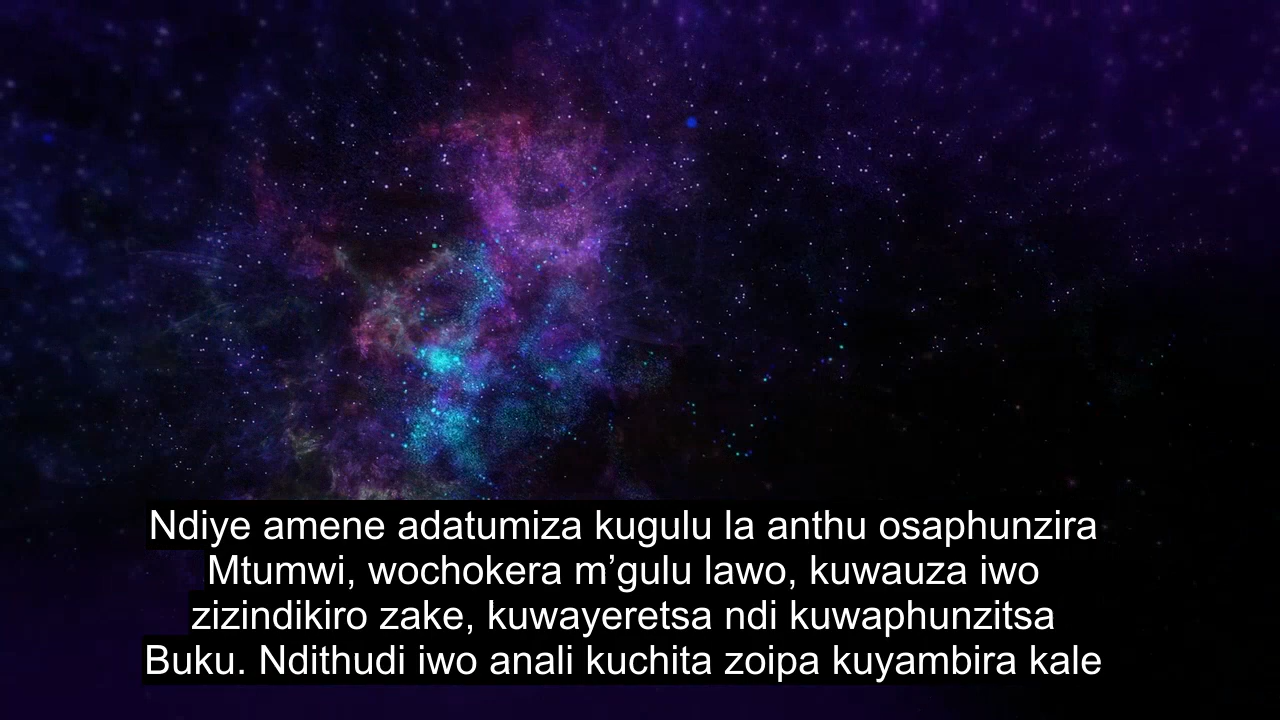 Ndiye amene adatumiza kugulu la anthu osaphunzira
Mtumwi, wochokera m’gulu lawo, kuwauza iwo
zizindikiro zake, kuwayeretsa ndi kuwaphunzitsa
Buku. Ndithudi iwo anali kuchita zoipa kuyambira kale